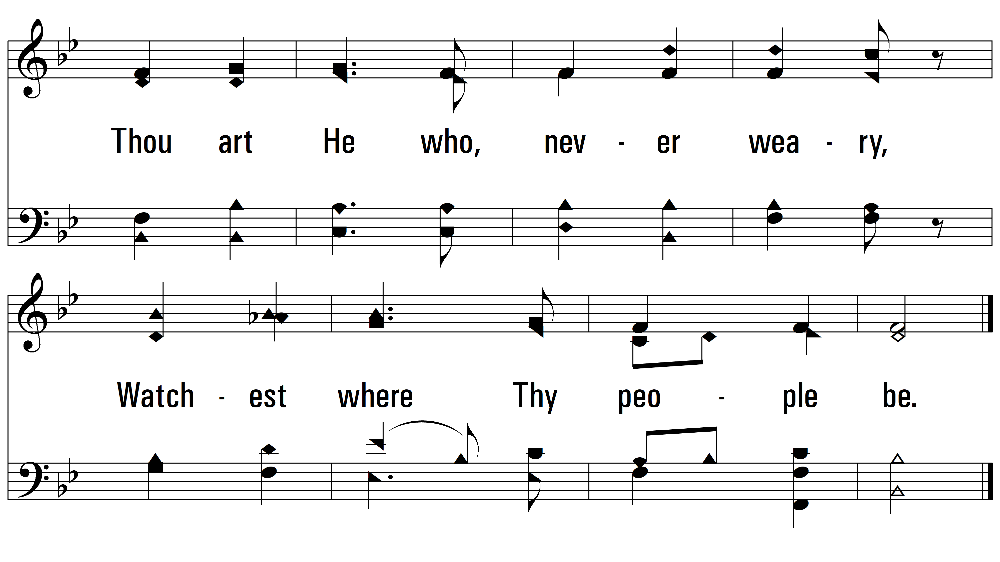 Thou art He who, nev - er wea - ry,
Watch - est where Thy peo - ple be.